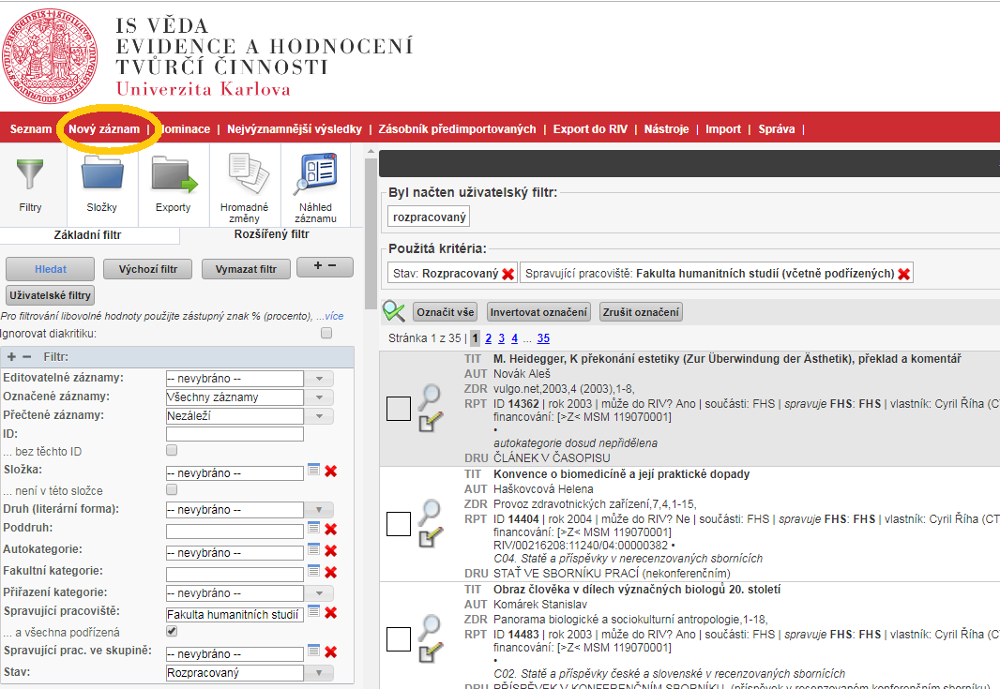 IS VĚDA
EVIDENCE A HODNOCENÍ
TVŮRČÍ ČINNOSTI
Univerzita Karlova
Seznam Nový záznam | Nominace | Nejvýznamnější výsledky | Zásobník předimportovaných | Export do RIV | Nástroje | Import | Správa |
Filtry
Složky
Exporty
Hromadné
změny
Náhled
záznamu
Základní filtr
Rozšířený filtr
Hledat
Výchozí filtr
Vymazat filtr
+ −
Uživatelské filtry
Pro filtrování libovolné hodnoty použijte zástupný znak % (procento), ...více
Ignorovat diakritiku:
+ − Filtr:
Editovatelné záznamy: -- nevybráno --
Označené záznamy: Všechny záznamy
Přečtené záznamy: Nezáleží
ID:
... bez těchto ID
Složka: -- nevybráno --
... není v této složce
Druh (literární forma): -- nevybráno --
Poddruh:
Autokategorie: -- nevybráno --
Fakultní kategorie:
Přiřazení kategorie: -- nevybráno --
Spravující pracoviště: Fakulta humanitních studií
... a všechna podřízená
Spravující prac. ve skupině: -- nevybráno --
Stav: Rozpracovaný
Byl načten uživatelský filtr:
rozpracovaný
Použitá kritéria:
Stav: Rozpracovaný
Spravující pracoviště: Fakulta humanitních studií (včetně podřízených)
Označit vše
Invertovat označení
Zrušit označení
Stránka 1 z 35 | 1 2 3 4 ... 35
TIT M. Heidegger, K překonání estetiky (Zur Überwindung der Ästhetik), překlad a komentář
AUT Novák Aleš
ZDR vulgo.net,2003,4 (2003),1-8,
RPT ID 14362 | rok 2003 | může do RIV? Ano | součásti: FHS | spravuje FHS: FHS | vlastník: Cyril Říha (CT
financování: [>Z< MSM 119070001]
•
autokategorie dosud nepřidělena
DRU ČLÁNEK V ČASOPISU
TIT Konvence o biomedicíně a její praktické dopady
AUT Haškovcová Helena
ZDR Provoz zdravotnických zařízení,7,4,1-15,
RPT ID 14404 | rok 2004 | může do RIV? Ne | součásti: FHS | spravuje FHS: FHS | vlastník: Cyril Říha (CT
financování: [>Z< MSM 119070001]
RIV/00216208:11240/04:00000382 •
C04. Statě a příspěvky v nerecenzovaných sbornících
DRU STAŤ VE SBORNÍKU PRACÍ (nekonferenčním)
TIT Obraz člověka v dílech význačných biologů 20. století
AUT Komárek Stanislav
ZDR Panorama biologické a sociokulturní antropologie,1-18,
RPT ID 14483 | rok 2003 | může do RIV? Ano | součásti: FHS | spravuje FHS: FHS | vlastník: Cyril Říha (CT
financování: [>Z< MSM 119070001]
•
C02. Statě a příspěvky české a slovenské v recenzovaných sbornících
DRU PŘÍSPĚVEK V KONFERENČNÍM SBORNÍKU (příspěvek v recenzovaném konferenčním sborníku)